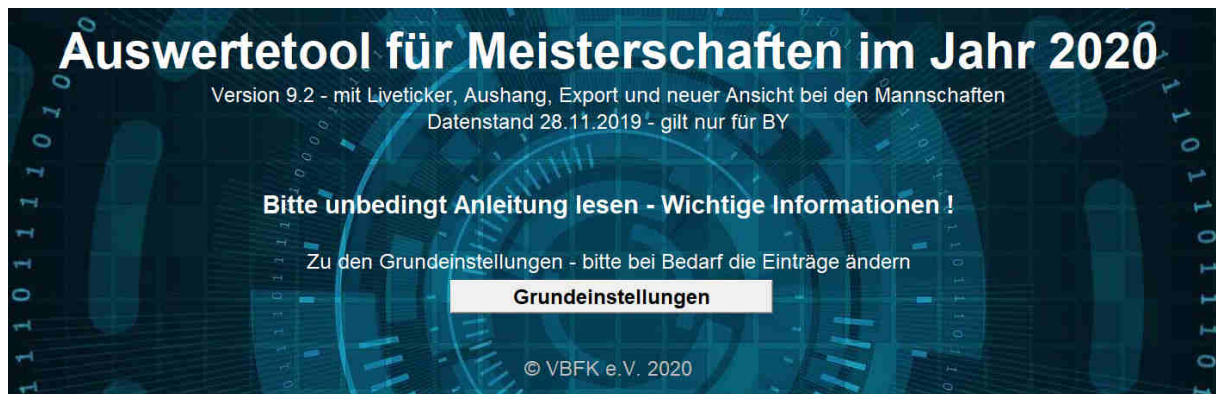 Auswertetool für Meisterschaften im Jahr 2020
Version 9.2 - mit Liveticker, Aushang, Export und neuer Ansicht bei den Mannschaften
Datenstand 28.11.2019 - gilt nur für BY
Bitte unbedingt Anleitung lesen - Wichtige Informationen !
Zu den Grundeinstellungen - bitte bei Bedarf die Einträge ändern
Grundeinstellungen
© VBFK e.V. 2020